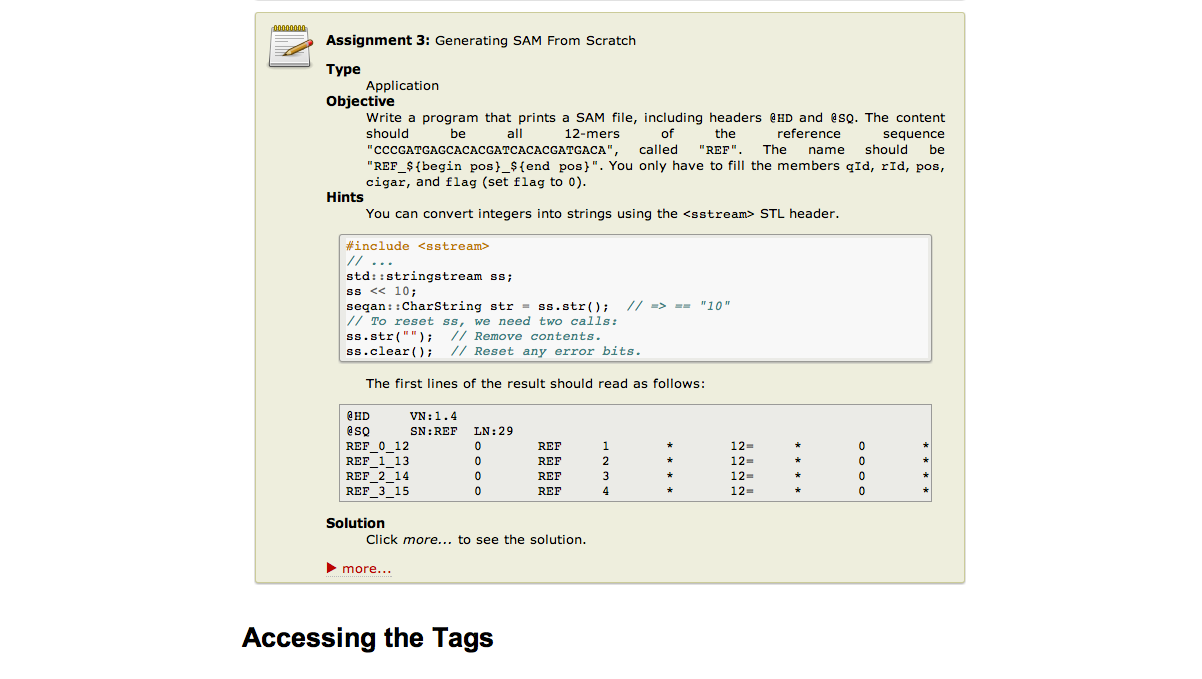 Assignment 3: Generating SAM From Scratch
Type
Application
Objective
Write a program that prints a SAM file, including headers @HD and @SQ. The content
should be all 12-mers of the reference sequence
"CCCGATGAGCACACGATCACACGATGACA", called "REF". The name should be
"REF_${begin pos}_${end pos}". You only have to fill the members qId, rId, pos,
cigar, and flag (set flag to 0).
Hints
You can convert integers into strings using the <sstream> STL header.
#include <sstream>
// ...
std::stringstream ss;
ss << 10;
seqan::CharString str = ss.str();  // => == "10"
// To reset ss, we need two calls:
ss.str("");  // Remove contents.
ss.clear();  // Reset any error bits.
The first lines of the result should read as follows:
@HD     VN:1.4
@SQ     SN:REF  LN:29
REF_0_12        0       REF     1       *       12=     *       0       *
REF_1_13        0       REF     2       *       12=     *       0       *
REF_2_14        0       REF     3       *       12=     *       0       *
REF_3_15        0       REF     4       *       12=     *       0       *
Solution
Click more... to see the solution.
more...
Accessing the Tags